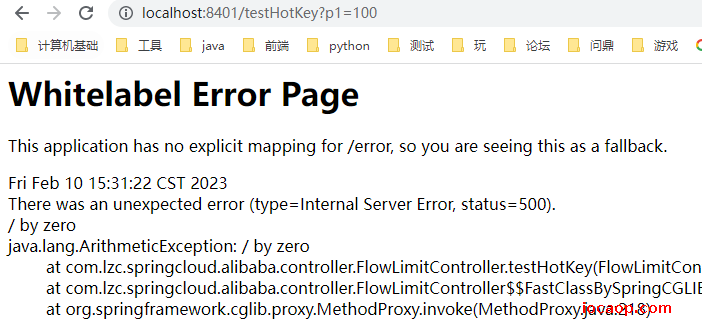 localhost:8401/testHotKey?p1=100
计算机基础 工具 java 前端 python 测试 玩 论坛 问鼎 游戏
Whitelabel Error Page
This application has no explicit mapping for /error, so you are seeing this as a fallback.
Fri Feb 10 15:31:22 CST 2023
There was an unexpected error (type=Internal Server Error, status=500).
/ by zero
java.lang.ArithmeticException: / by zero
at com.lzc.springcloud.alibaba.controller.FlowLimitController.testHotKey(FlowLimitCon
at com.lzc.springcloud.alibaba.controller.FlowLimitController$$FastClassBySpringCGLIB
at org.springframework.cglib.proxy.MethodProxy.invoke(MethodProxy.java:218)